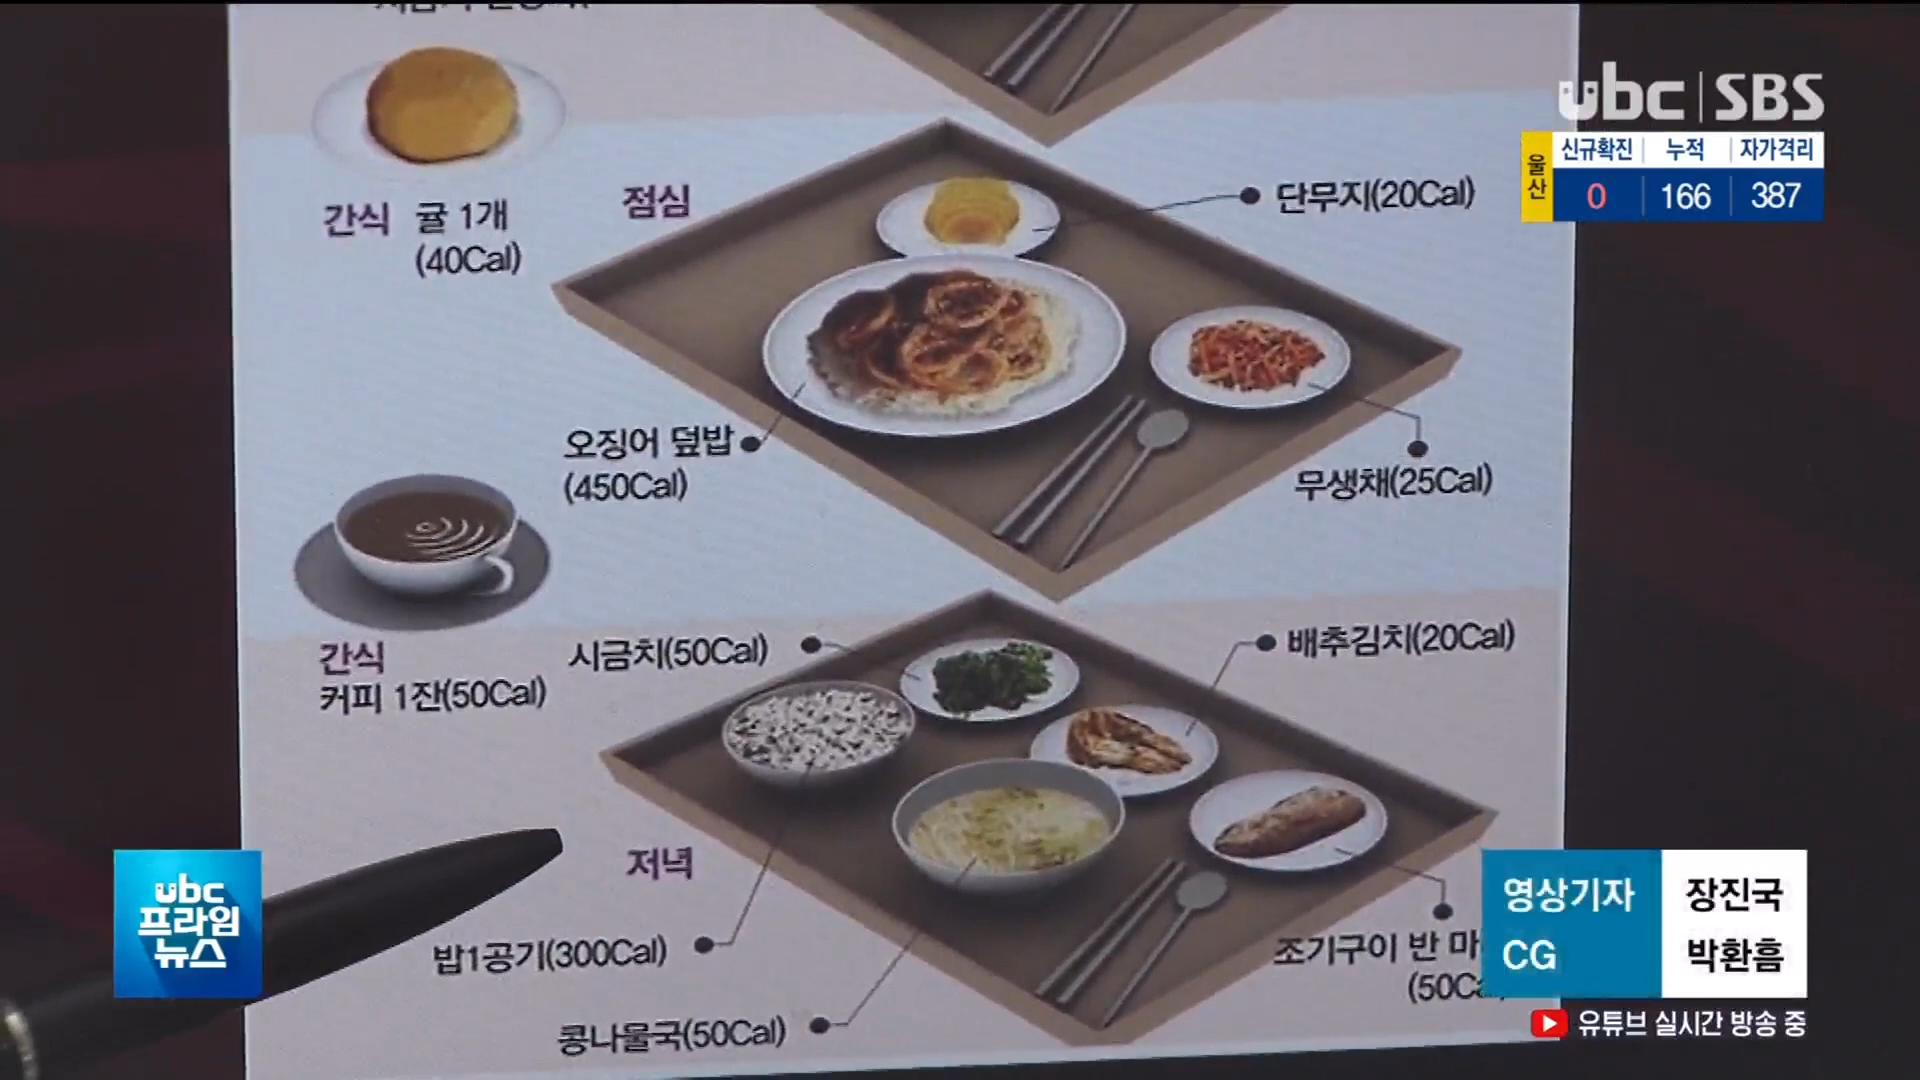 ubc SBS
울산
신규확진 누적 자가격리
0 166 387
간식 귤 1개
(40Cal)
점심
단무지(20Cal)
오징어 덮밥
(450Cal)
무생채(25Cal)
간식
커피 1잔(50Cal)
시금치(50Cal)
배추김치(20Cal)
저녁
밥1공기(300Cal)
조기구이 반
콩나물국(50Cal)
ubc
프라임
뉴스
영상기자 장진국
CG 박환흠
유튜브 실시간 방송 중